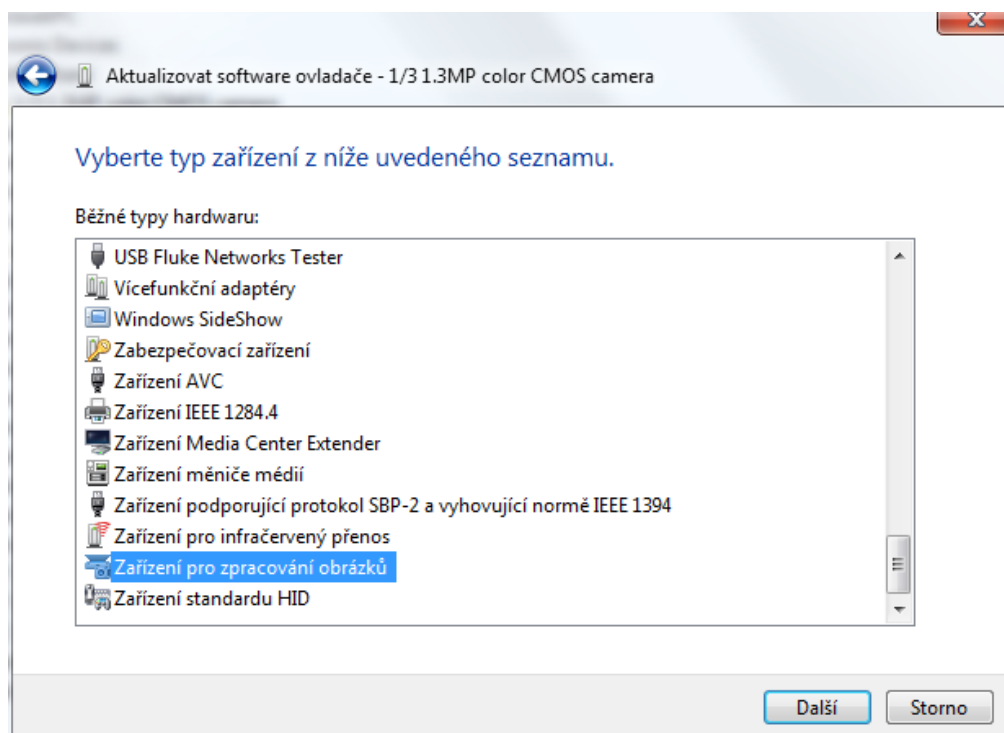 Aktualizovat software ovladače - 1/3 1.3MP color CMOS camera
Vyberte typ zařízení z níže uvedeného seznamu.
Běžné typy hardwaru:
USB Fluke Networks Tester
Vícefunkční adaptéry
Windows SideShow
Zabezpečovací zařízení
Zařízení AVC
Zařízení IEEE 1284.4
Zařízení Media Center Extender
Zařízení měniče médií
Zařízení podporující protokol SBP-2 a vyhovující normě IEEE 1394
Zařízení pro infračervený přenos
Zařízení pro zpracování obrázků
Zařízení standardu HID
Další Storno